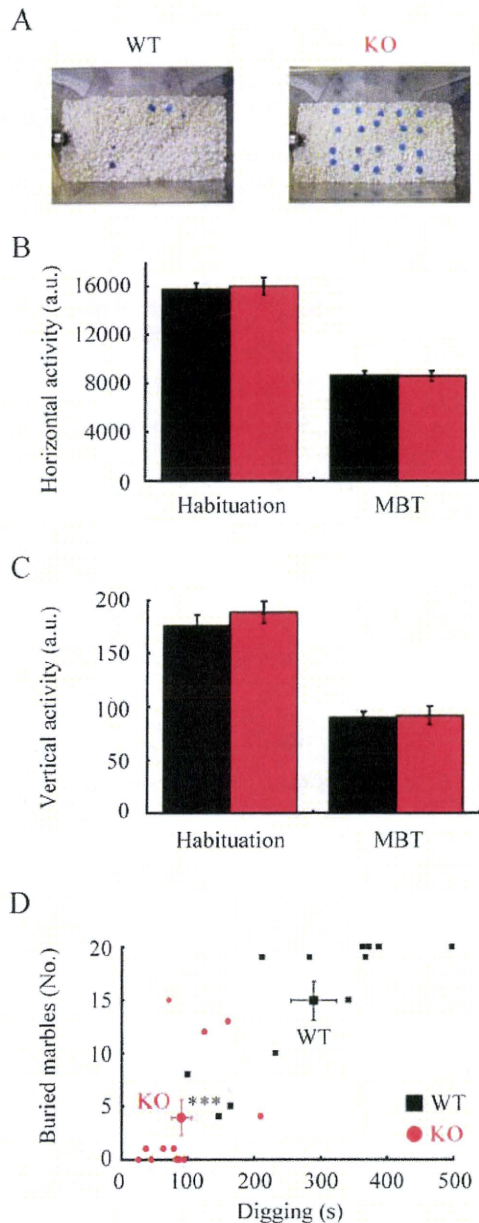 A
WT
KO
B
Horizontal activity (a.u.)
16000
12000
8000
4000
0
Habituation
MBT
C
Vertical activity (a.u.)
200
150
100
50
0
Habituation
MBT
D
Buried marbles (No.)
20
15
10
5
0
WT
KO
***
WT
KO
0
100
200
300
400
500
Digging (s)